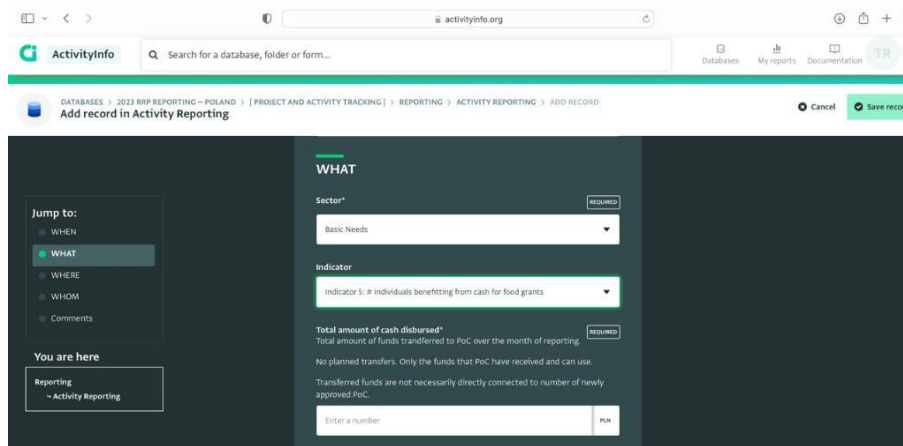 activityinfo.org
ActivityInfo
Search for a database, folder or form...
Databases
My reports
Documentation
TR
DATABASES > 2023 RRP REPORTING – POLAND > [ PROJECT AND ACTIVITY TRACKING ] > REPORTING > ACTIVITY REPORTING > ADD RECORD
Add record in Activity Reporting
Cancel
Save recor
Jump to:
WHEN
WHAT
WHERE
WHOM
Comments
You are here
Reporting
Activity Reporting
WHAT
Sector*
REQUIRED
Basic Needs
Indicator
Indicator 5: # individuals benefitting from cash for food grants
Total amount of cash disbursed*
REQUIRED
Total amount of funds trandferred to PoC over the month of reporting.
No planned transfers. Only the funds that PoC have received and can use.
Transferred funds are not necessarily directly connected to number of newly
approved PoC.
Enter a number
PLN